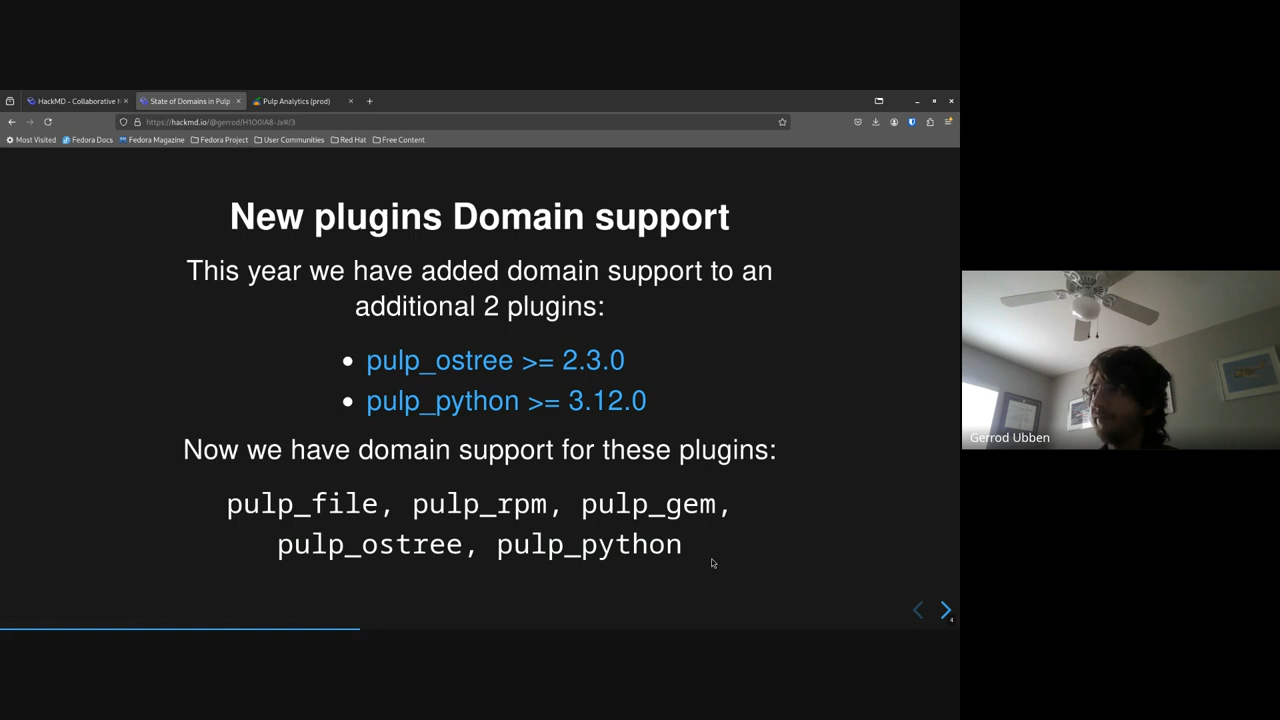 HackMD - Collaborative
State of Domains in Pulp
Pulp Analytics (prod)
https://hackmd.io/@gerrod/
Most Visited
Fedora Docs
Fedora Magazine
Fedora Project
User Communities
Red Hat
Free Content
New plugins Domain support
This year we have added domain support to an
additional 2 plugins:
• pulp_ostree >= 2.3.0
• pulp_python >= 3.12.0
Now we have domain support for these plugins:
pulp_file, pulp_rpm, pulp_gem,
pulp_ostree, pulp_python
4
Gerrod Ubben